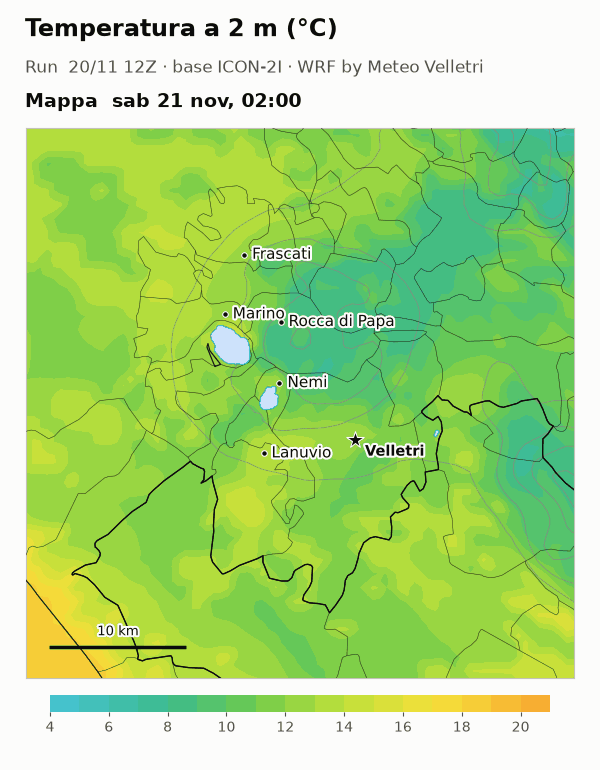 Temperatura a 2 m (°C)
Run  20/11 12Z · base ICON-2I · WRF by Meteo Velletri
Mappa  sab 21 nov, 02:00
Frascati
Marino
Rocca di Papa
Nemi
Velletri
Lanuvio
10 km
4 6 8 10 12 14 16 18 20